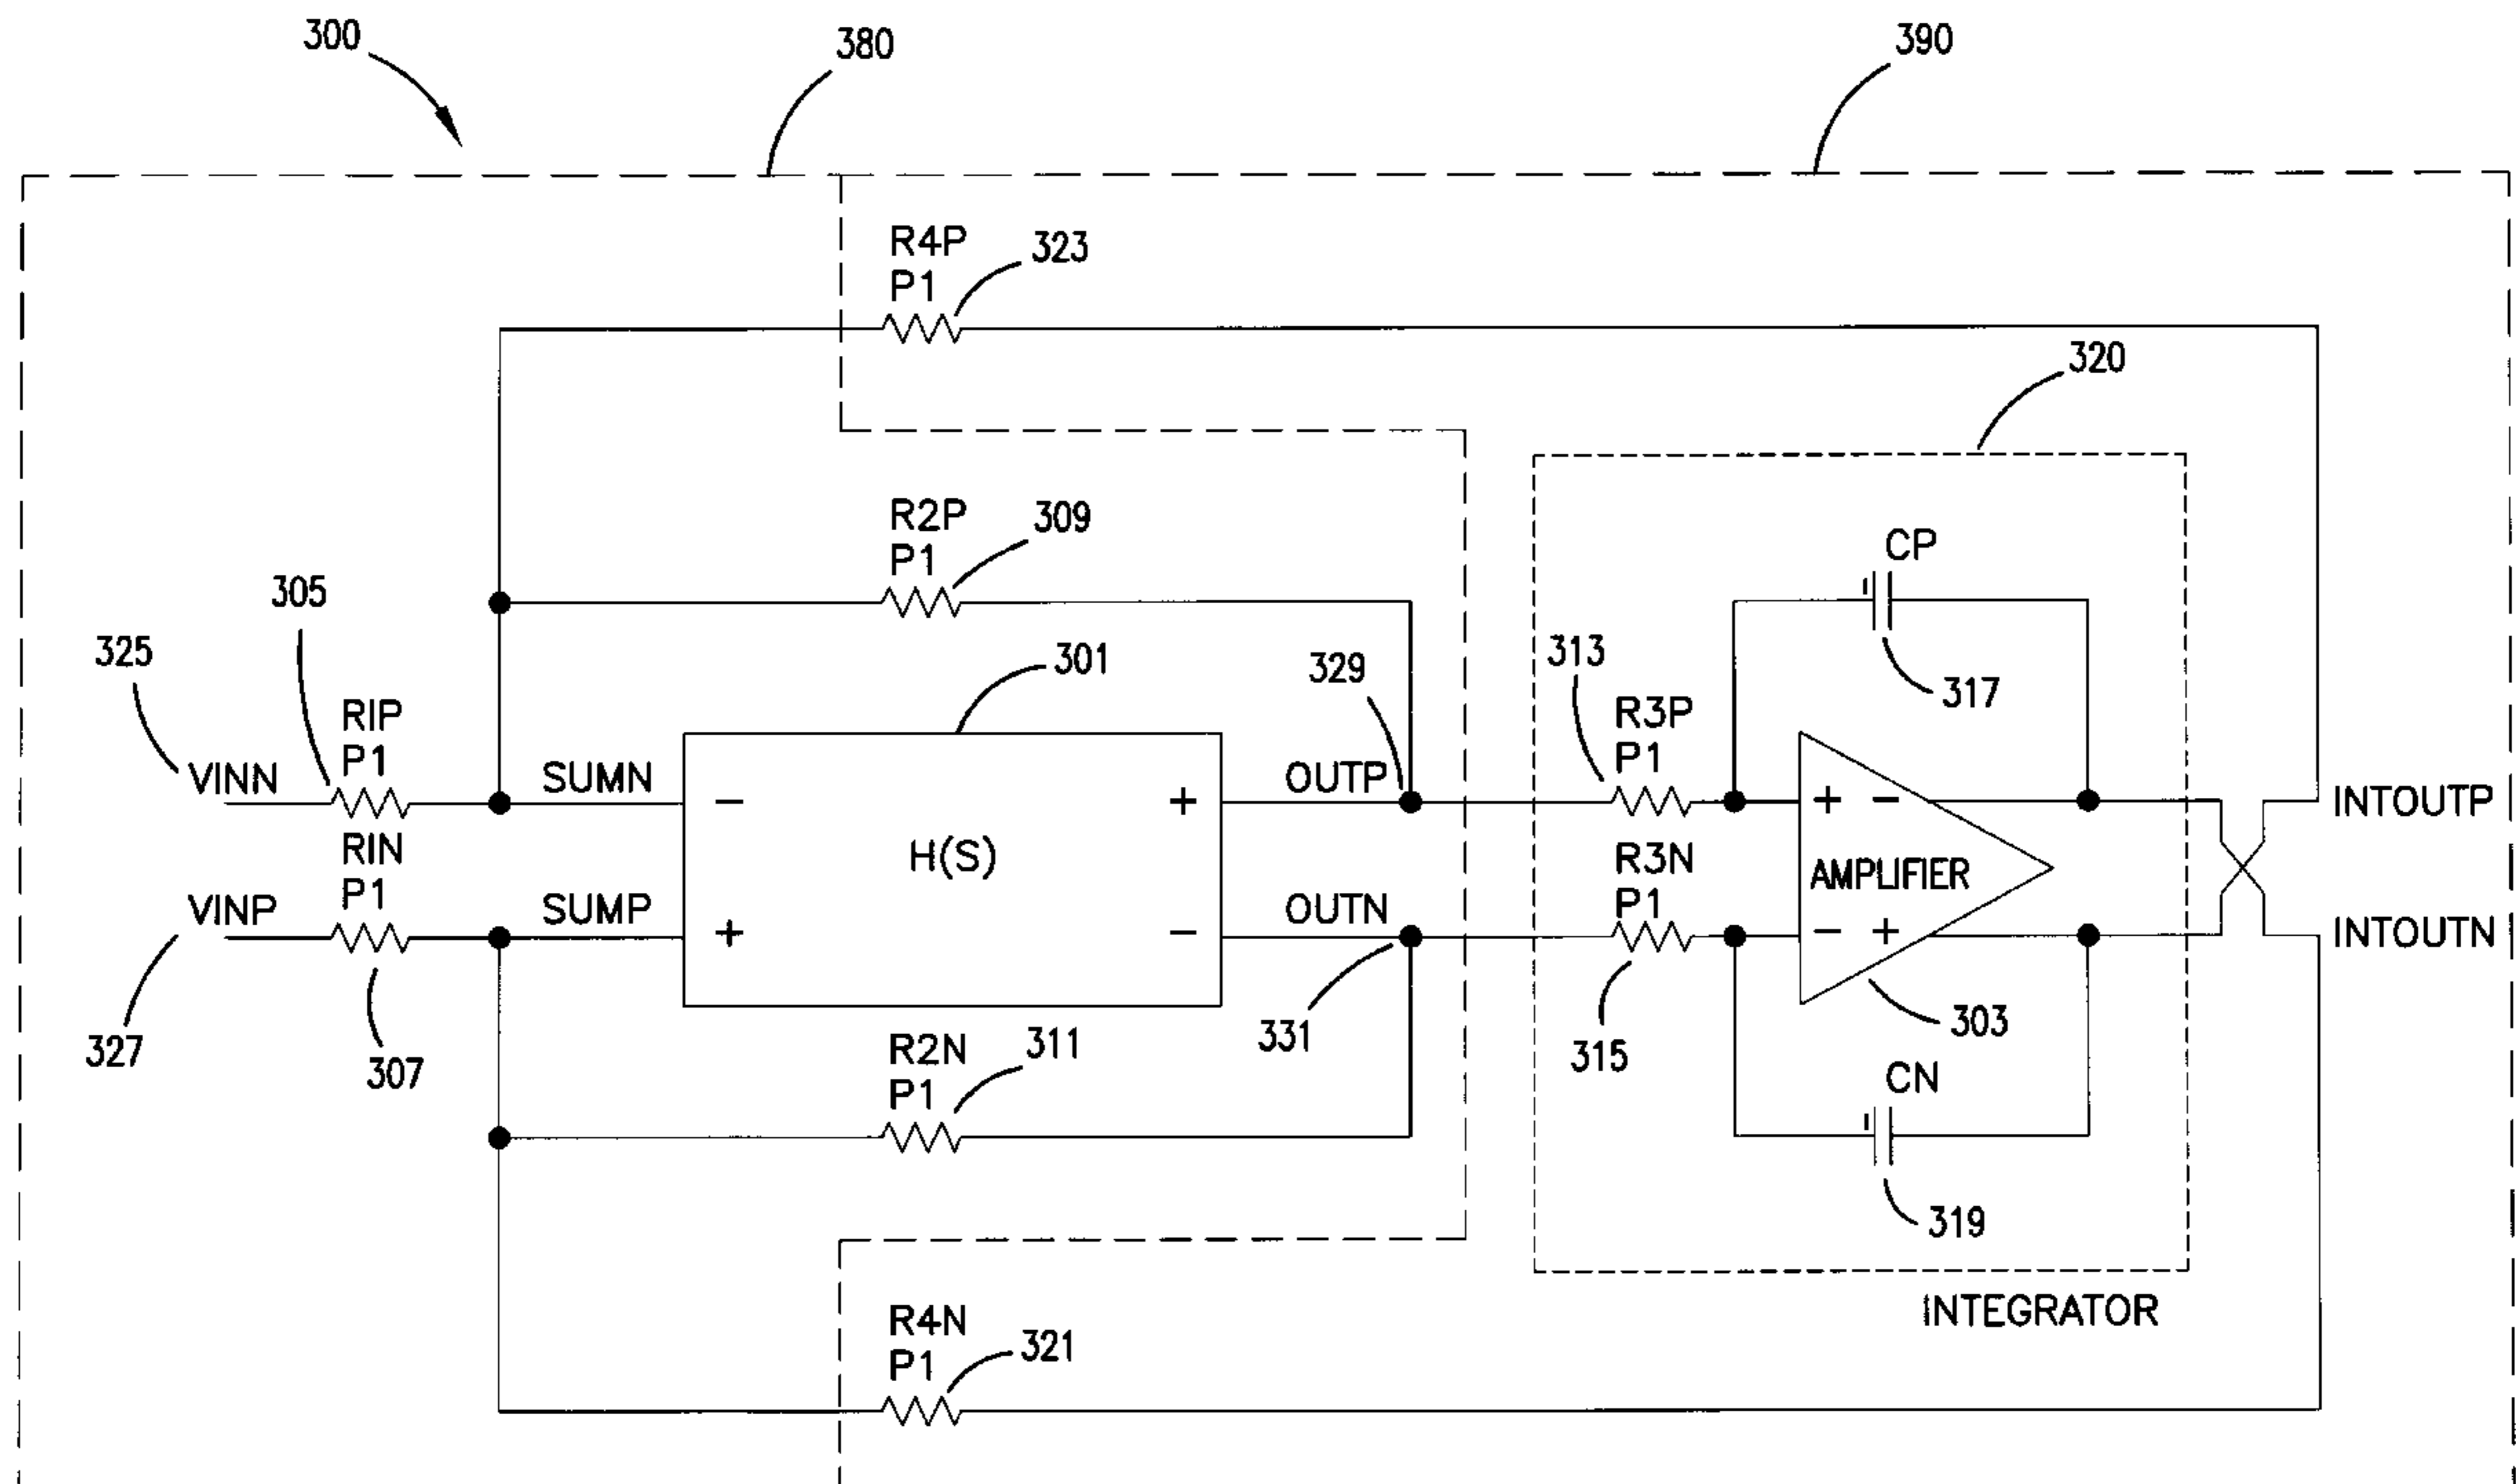 300
380
390
R4P
P1
323
320
R2P
P1
309
CP
317
305
325
RIP
P1
VINN
SUMN
301
329
OUTP
313
R3P
P1
INTOUTP
RIN
P1
VINP
SUMP
H(S)
OUTN
R3N
P1
AMPLIFIER
INTOUTN
327
307
R2N
P1
311
331
315
303
CN
319
INTEGRATOR
R4N
P1
321